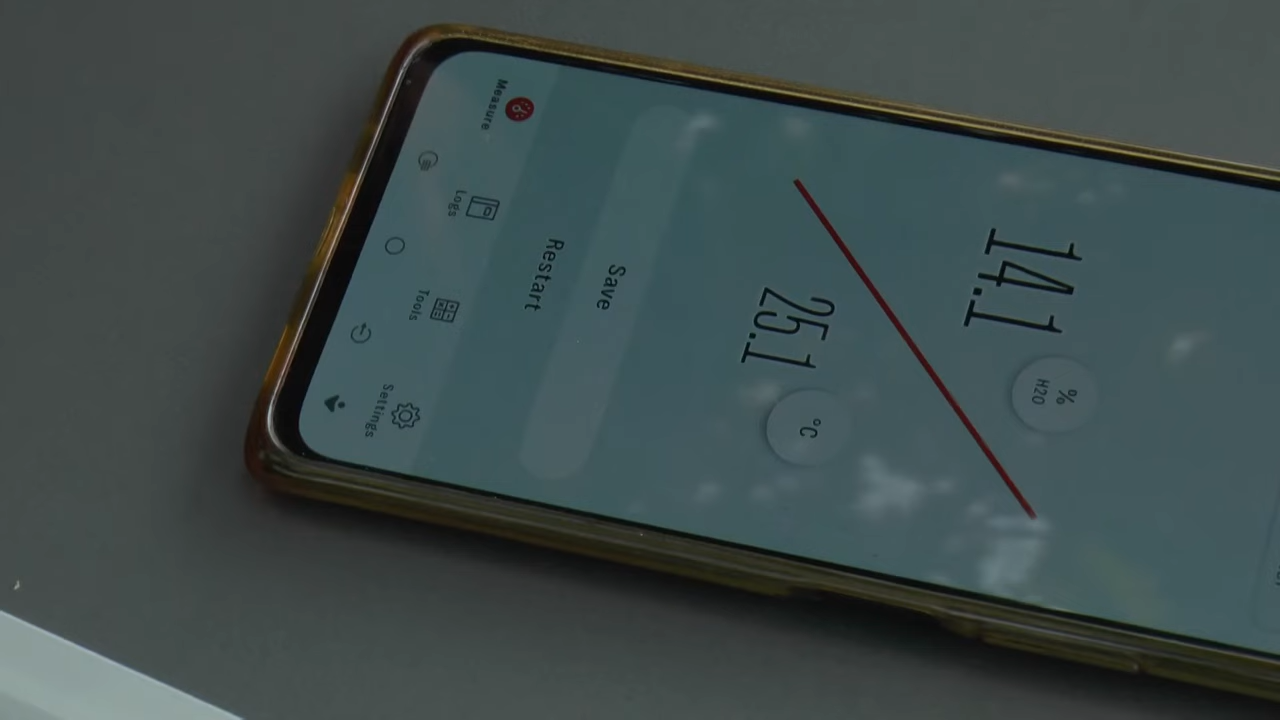 14.1
%
H2O
25.1
°C
Save
Restart
Measure
Logs
Tools
Settings